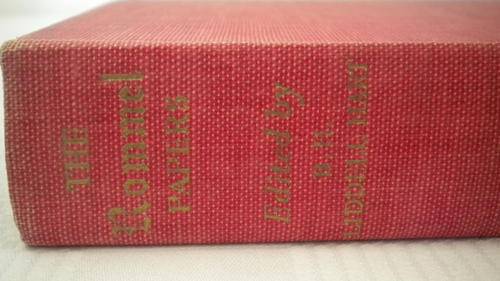 THE
Rommel
PAPERS
Edited by
B H.
LIDDELL HART